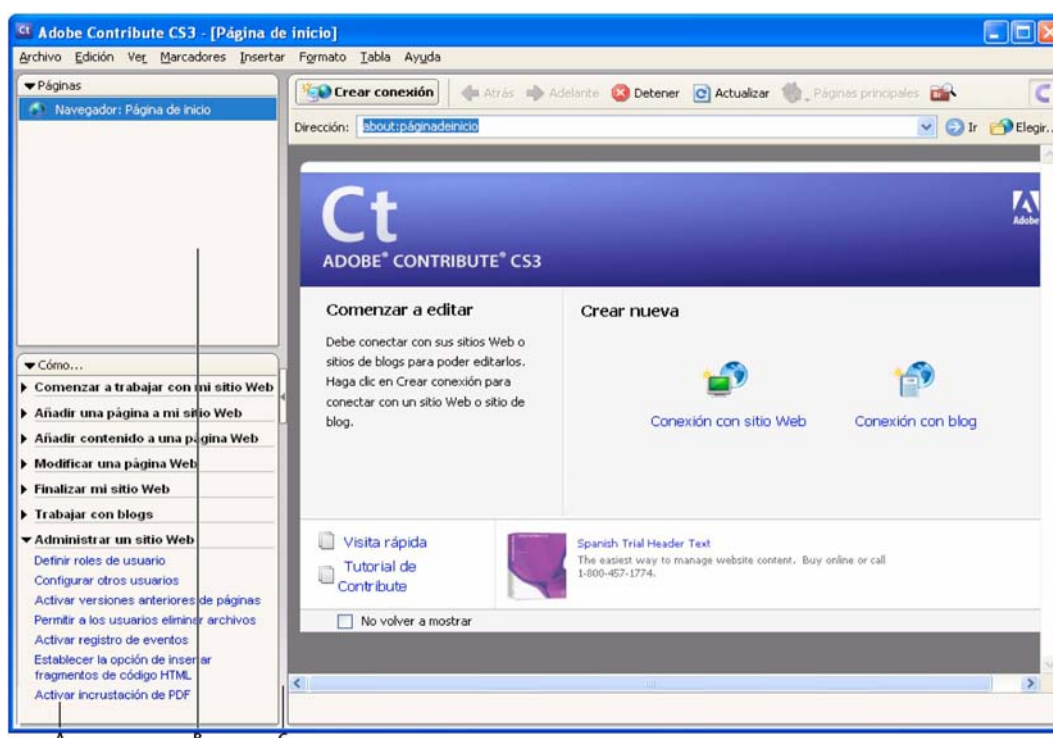 Ct Adobe Contribute CS3 - [Página de inicio]
Archivo Edición Ver Marcadores Insertar Formato Tabla Ayuda
Páginas
Navegador: Página de inicio
Crear conexión Atrás Adelante Detener Actualizar Páginas principales
Dirección: about:páginadeinicio Ir Elegir...
Ct
ADOBE® CONTRIBUTE® CS3
Adobe
Comenzar a editar
Debe conectar con sus sitios Web o
sitios de blogs para poder editarlos.
Haga clic en Crear conexión para
conectar con un sitio Web o sitio de
blog.
Crear nueva
Conexión con sitio Web
Conexión con blog
Cómo...
Comenzar a trabajar con mi sitio Web
Añadir una página a mi sitio Web
Añadir contenido a una página Web
Modificar una página Web
Finalizar mi sitio Web
Trabajar con blogs
Administrar un sitio Web
Definir roles de usuario
Configurar otros usuarios
Activar versiones anteriores de páginas
Permitir a los usuarios eliminar archivos
Activar registro de eventos
Establecer la opción de insertar
fragmentos de código HTML
Activar incrustación de PDF
Visita rápida
Tutorial de
Contribute
Spanish Trial Header Text
The easiest way to manage website content. Buy online or call
1-800-457-1774.
No volver a mostrar
A B C